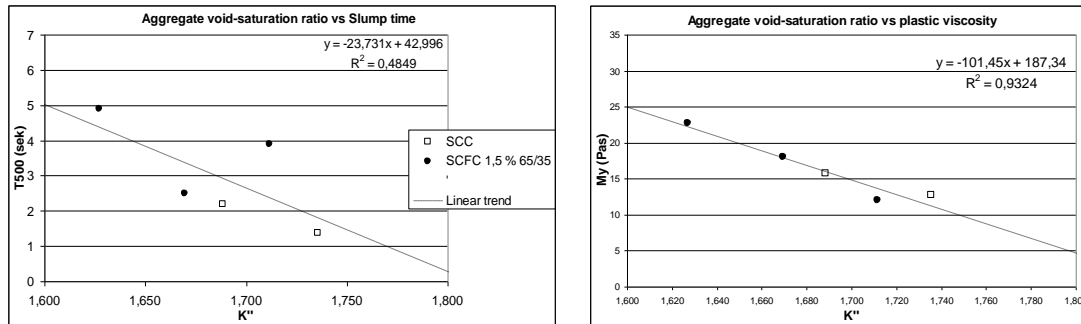 Aggregate void-saturation ratio vs Slump time
y = -23,731x + 42,996
R² = 0,4849
7
6
5
4
3
2
1
0
T500 (sek)
1,600
1,650
1,700
1,750
1,800
K"
SCC
SCFC 1,5 % 65/35
Linear trend
Aggregate void-saturation ratio vs plastic viscosity
y = -101,45x + 187,34
R² = 0,9324
35
30
25
20
15
10
5
0
My (Pas)
1,600
1,620
1,640
1,660
1,680
1,700
1,720
1,740
1,760
1,780
1,80
K"